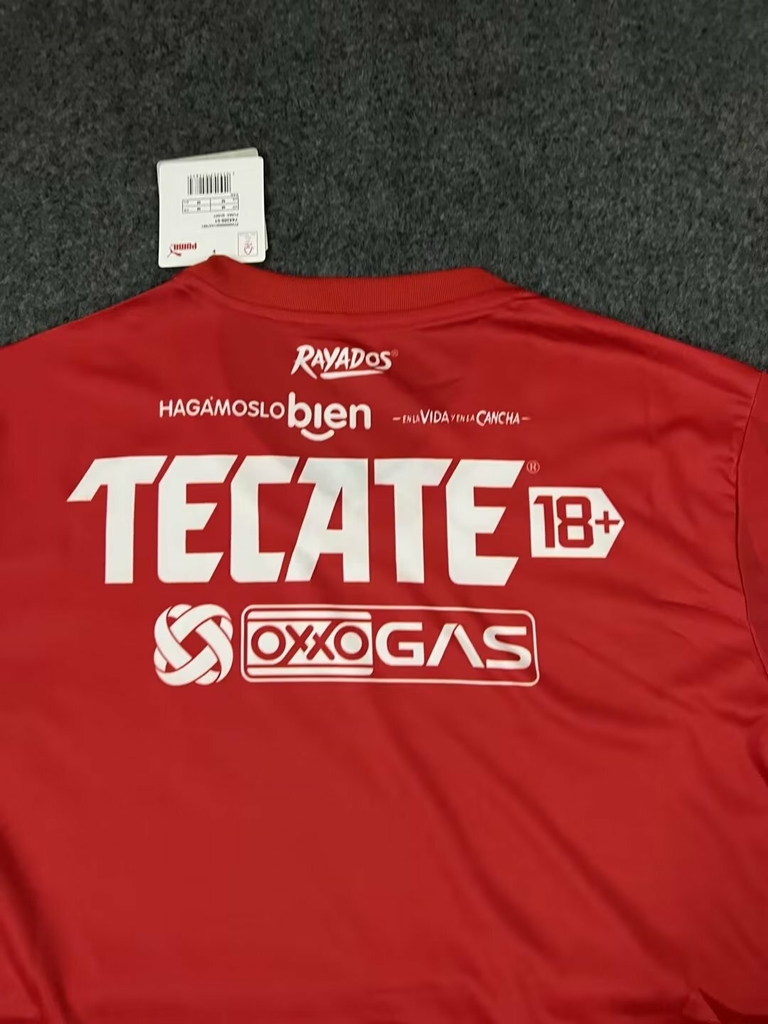 PUMA
RAYADOS®
HAGÁMOSLO bien — EN LA VIDA Y EN LA CANCHA —
TECATE® 18+
OXXO GAS